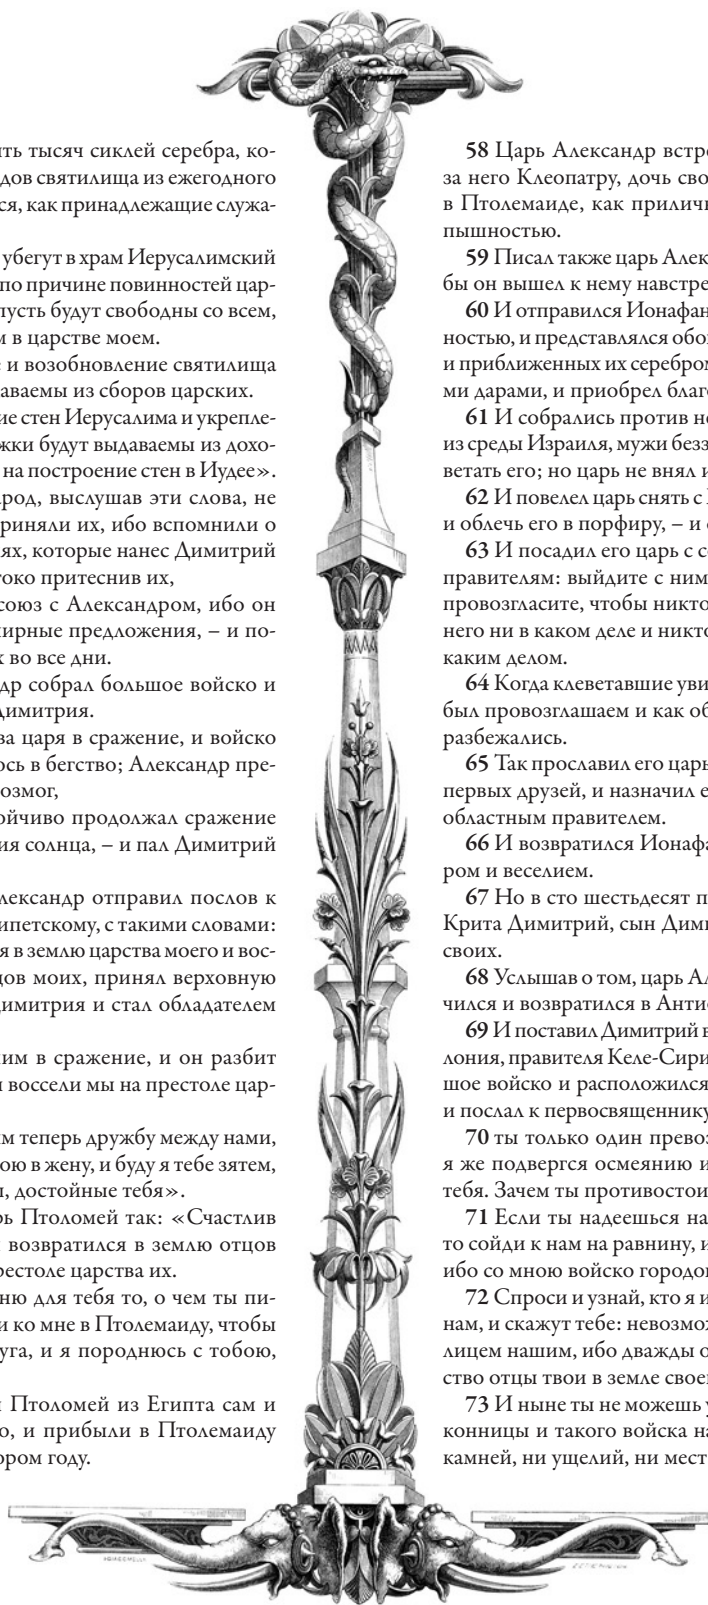 ть тысяч сиклей серебра, ко-
дов святилища из ежегодного
ся, как принадлежащие служа-
убегут в храм Иерусалимский
по причине повинностей цар-
пусть будут свободны со всем,
м в царстве моем.
и возобновление святилища
аваемы из сборов царских.
ие стен Иерусалима и укрепле-
жки будут выдаваемы из дохо-
на построение стен в Иудее».
род, выслушав эти слова, не
риняли их, ибо вспомнили о
иях, которые нанес Димитрий
токо притеснив их,
союз с Александром, ибо он
мирные предложения, – и по-
х во все дни.
др собрал большое войско и
Димитрия.
ва царя в сражение, и войско
ось в бегство; Александр пре-
возмог,
ойчиво продолжал сражение
ия солнца, – и пал Димитрий
лександр отправил послов к
ипетскому, с такими словами:
я в землю царства моего и вос-
цов моих, принял верховную
Димитрия и стал обладателем
ним в сражение, и он разбит
и воссели мы на престоле цар-
им теперь дружбу между нами,
ою в жену, и буду я тебе зятем,
ы, достойные тебя».
рь Птоломей так: «Счастлив
возвратился в землю отцов
рестоле царства их.
ню для тебя то, о чем ты пи-
и ко мне в Птолемаиду, чтобы
уга, и я породнюсь с тобою,
Птоломей из Египта сам и
о, и прибыли в Птолемаиду
ором году.
58 Царь Александр встре
за него Клеопатру, дочь сво
в Птолемаиде, как приличн
пышностью.
59 Писал также царь Алек
бы он вышел к нему навстре
60 И отправился Ионафан
ностью, и представлялся обои
и приближенных их серебром
ми дарами, и приобрел благо
61 И собрались против не
из среды Израиля, мужи безз
ветать его; но царь не внял и
62 И повелел царь снять с
и облечь его в порфиру, – и
63 И посадил его царь с со
правителям: выйдите с ним
провозгласите, чтобы никто
него ни в каком деле и никто
каким делом.
64 Когда клеветавшие уви
был провозглашаем и как об
разбежались.
65 Так прославил его царь
первых друзей, и назначил е
областным правителем.
66 И возвратился Ионафа
ром и веселием.
67 Но в сто шестьдесят п
Крита Димитрий, сын Дими
своих.
68 Услышав о том, царь Ал
чился и возвратился в Анти
69 И поставил Димитрий в
лония, правителя Келе-Сири
шое войско и расположился
и послал к первосвященнику
70 ты только один превоз
я же подвергся осмеянию и
тебя. Зачем ты противостои
71 Если ты надеешься на
то сойди к нам на равнину, и
ибо со мною войско городов
72 Спроси и узнай, кто я и
нам, и скажут тебе: невозмож
лицем нашим, ибо дважды о
ство отцы твои в земле своей
73 И ныне ты не можешь у
конницы и такого войска на
камней, ни ущелий, ни мест